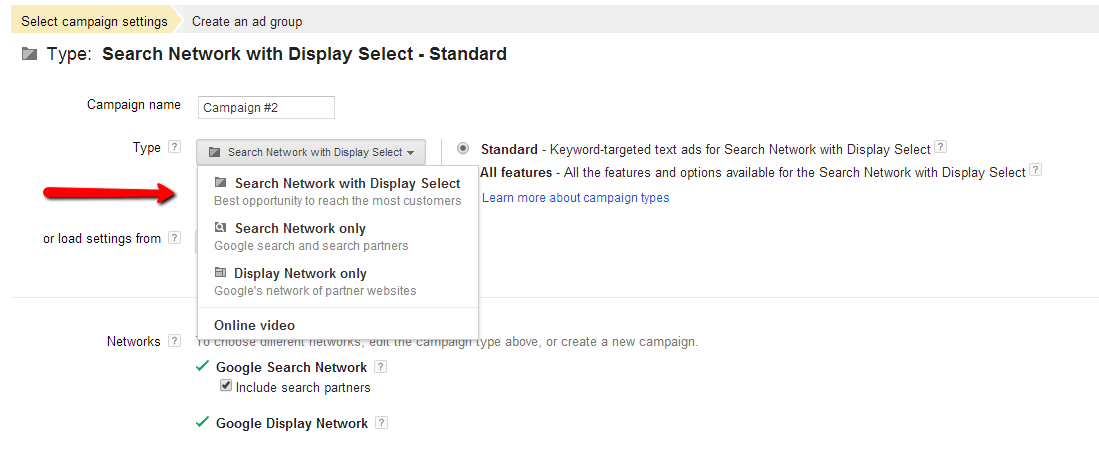 Select campaign settings Create an ad group
Type: Search Network with Display Select - Standard
Campaign name Campaign #2
Type ? Search Network with Display Select Standard - Keyword-targeted text ads for Search Network with Display Select ?
All features - All the features and options available for the Search Network with Display Select ?
Learn more about campaign types
Search Network with Display Select
Best opportunity to reach the most customers
Search Network only
Google search and search partners
Display Network only
Google's network of partner websites
Online video
or load settings from ?
Networks ? To choose different networks, edit the campaign type above, or create a new campaign.
Google Search Network ?
Include search partners
Google Display Network ?